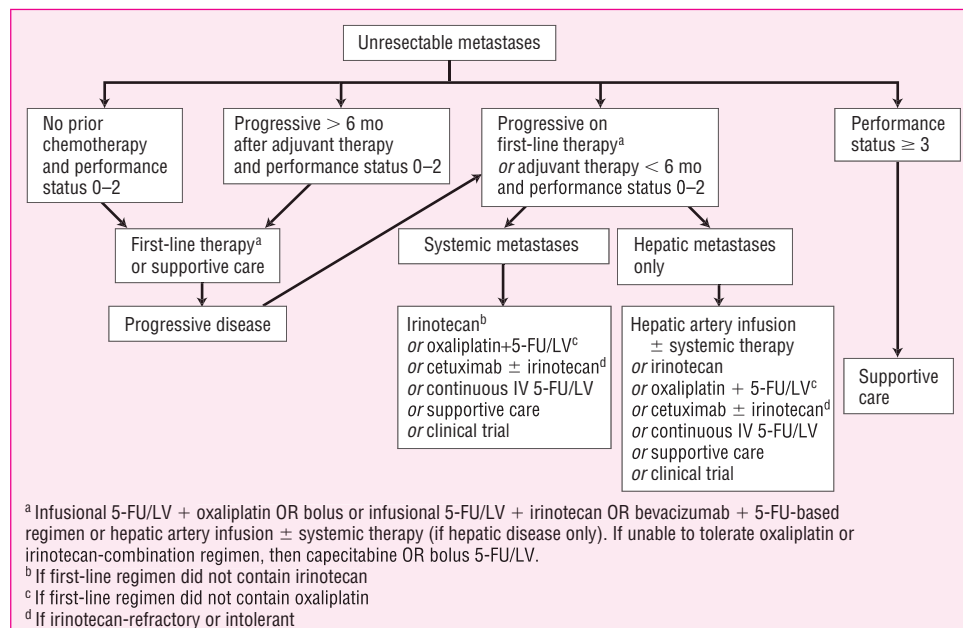 Unresectable metastases
No prior
chemotherapy
and performance
status 0–2
Progressive > 6 mo
after adjuvant therapy
and performance status 0–2
Progressive on
first-line therapyᵃ
or adjuvant therapy < 6 mo
and performance status 0–2
Performance
status ≥ 3
First-line therapyᵃ
or supportive care
Systemic metastases
Hepatic metastases
only
Progressive disease
Irinotecanᵇ
or oxaliplatin+5-FU/LVᶜ
or cetuximab ± irinotecanᵈ
or continuous IV 5-FU/LV
or supportive care
or clinical trial
Hepatic artery infusion
± systemic therapy
or irinotecan
or oxaliplatin + 5-FU/LVᶜ
or cetuximab ± irinotecanᵈ
or continuous IV 5-FU/LV
or supportive care
or clinical trial
Supportive
care
ᵃ Infusional 5-FU/LV + oxaliplatin OR bolus or infusional 5-FU/LV + irinotecan OR bevacizumab + 5-FU-based
regimen or hepatic artery infusion ± systemic therapy (if hepatic disease only). If unable to tolerate oxaliplatin or
irinotecan-combination regimen, then capecitabine OR bolus 5-FU/LV.
ᵇ If first-line regimen did not contain irinotecan
ᶜ If first-line regimen did not contain oxaliplatin
ᵈ If irinotecan-refractory or intolerant